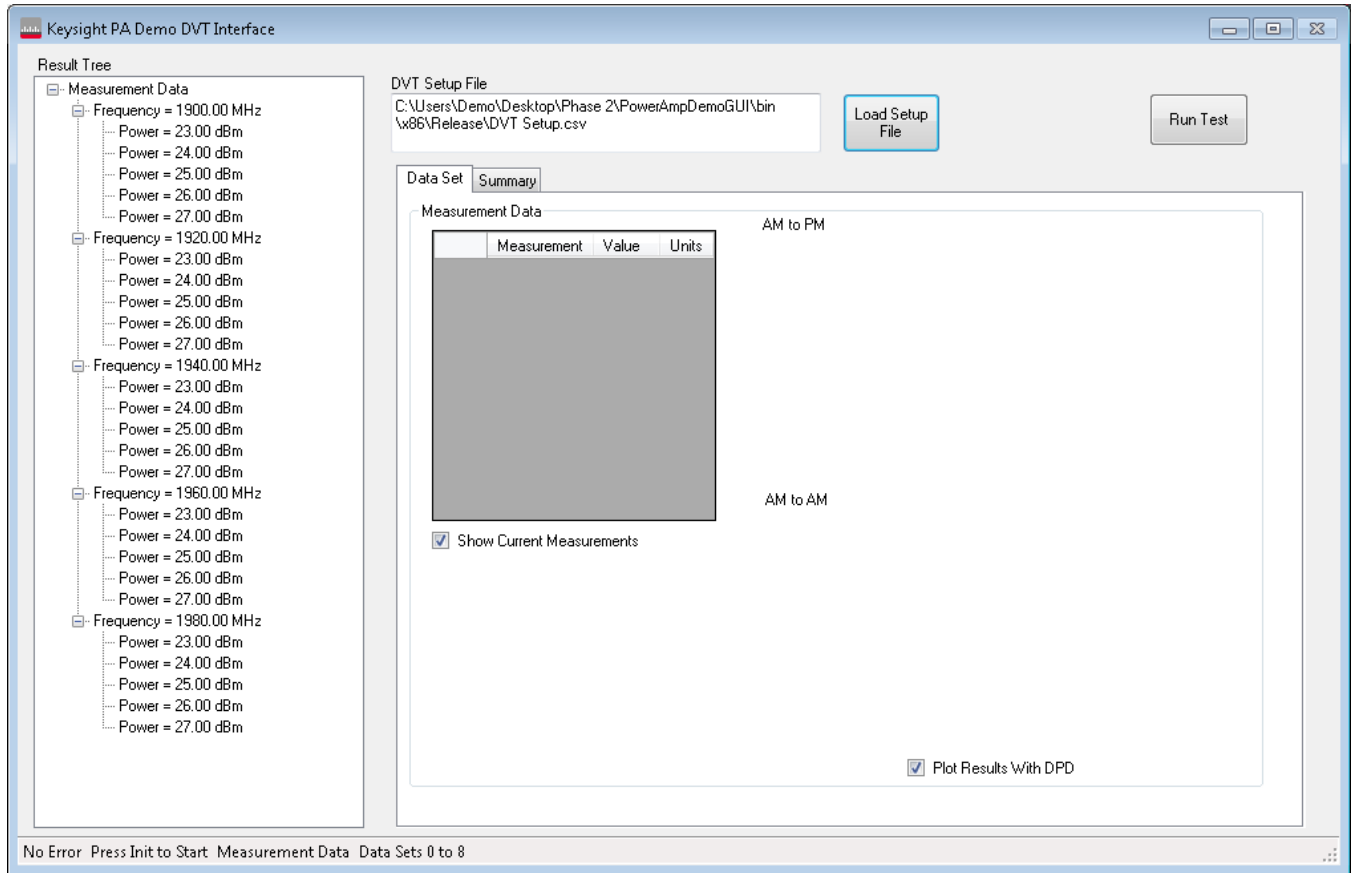 Keysight PA Demo DVT Interface
Result Tree
Measurement Data
Frequency = 1900.00 MHz
Power = 23.00 dBm
Power = 24.00 dBm
Power = 25.00 dBm
Power = 26.00 dBm
Power = 27.00 dBm
Frequency = 1920.00 MHz
Power = 23.00 dBm
Power = 24.00 dBm
Power = 25.00 dBm
Power = 26.00 dBm
Power = 27.00 dBm
Frequency = 1940.00 MHz
Power = 23.00 dBm
Power = 24.00 dBm
Power = 25.00 dBm
Power = 26.00 dBm
Power = 27.00 dBm
Frequency = 1960.00 MHz
Power = 23.00 dBm
Power = 24.00 dBm
Power = 25.00 dBm
Power = 26.00 dBm
Power = 27.00 dBm
Frequency = 1980.00 MHz
Power = 23.00 dBm
Power = 24.00 dBm
Power = 25.00 dBm
Power = 26.00 dBm
Power = 27.00 dBm
DVT Setup File
C:\Users\Demo\Desktop\Phase 2\PowerAmpDemoGUI\bin
\x86\Release\DVT Setup.csv
Load Setup
File
Run Test
Data Set Summary
Measurement Data
Measurement Value Units
AM to PM
AM to AM
Show Current Measurements
Plot Results With DPD
No Error Press Init to Start Measurement Data Data Sets 0 to 8